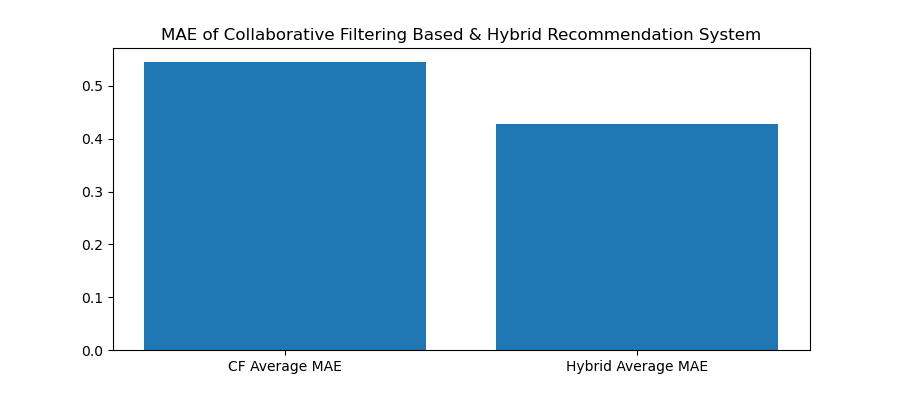 MAE of Collaborative Filtering Based & Hybrid Recommendation System
0.5
0.4
0.3
0.2
0.1
0.0
CF Average MAE
Hybrid Average MAE